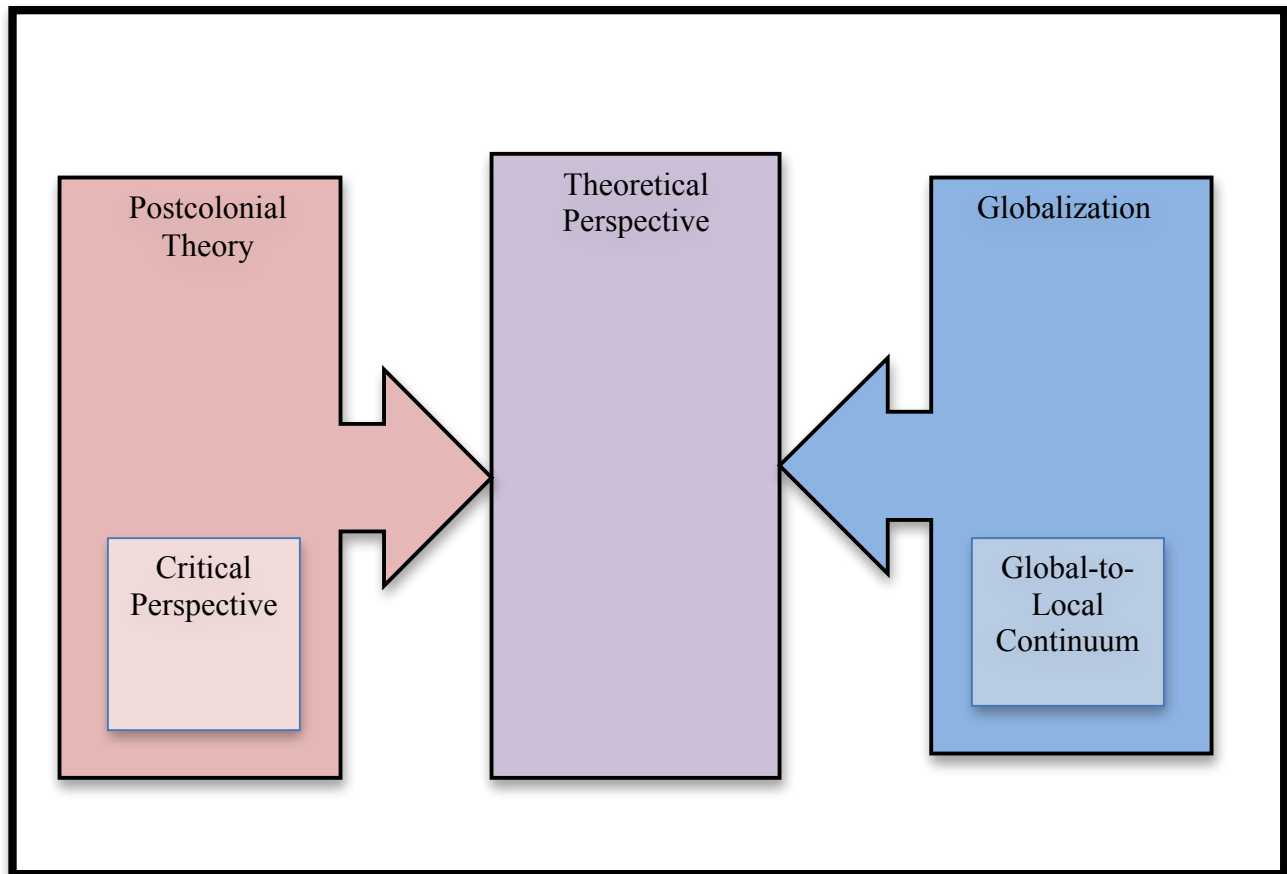 Postcolonial
Theory
Critical
Perspective
Theoretical
Perspective
Globalization
Global-to-
Local
Continuum